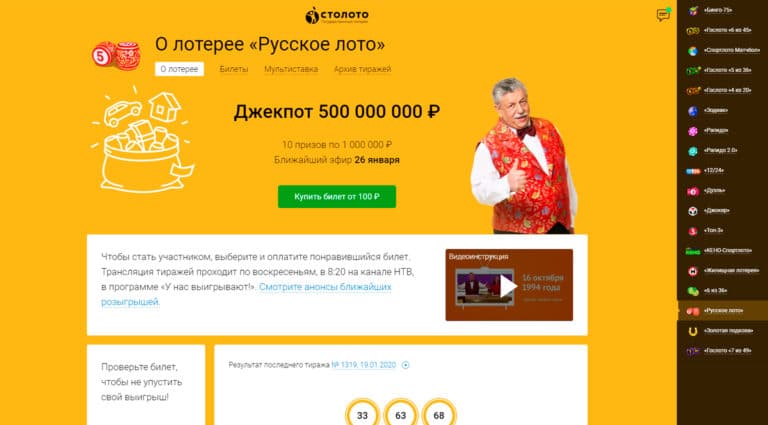 СТОЛОТО
Государственные лотереи
О лотерее «Русское лото»
О лотерее
Билеты
Мультиставка
Архив тиражей
5
Джекпот 500 000 000 ₽
10 призов по 1 000 000 ₽
Ближайший эфир 26 января
Купить билет от 100 ₽
Чтобы стать участником, выберите и оплатите понравившийся билет.
Трансляция тиражей проходит по воскресеньям, в 8:20 на канале НТВ,
в программе «У нас выигрывают!». Смотрите анонсы ближайших
розыгрышей.
Видеоинструкция
16 октября
1994 года
Проверьте билет,
чтобы не упустить
свой выигрыш!
Результат последнего тиража № 1319, 19.01.2020
33
63
68
«Бинго-75»
«Гослото «6 из 45»
«Спортлото Матчбол»
«Гослото «5 из 36»
«Гослото «4 из 20»
«Зодиак»
«Рапидо»
«Рапидо 2.0»
«12/24»
«Дуэль»
«Джокер»
«Топ-3»
«КЕНО-Спортлото»
«Жилищная лотерея»
«6 из 36»
«Русское лото»
«Золотая подкова»
«Гослото «7 из 49»